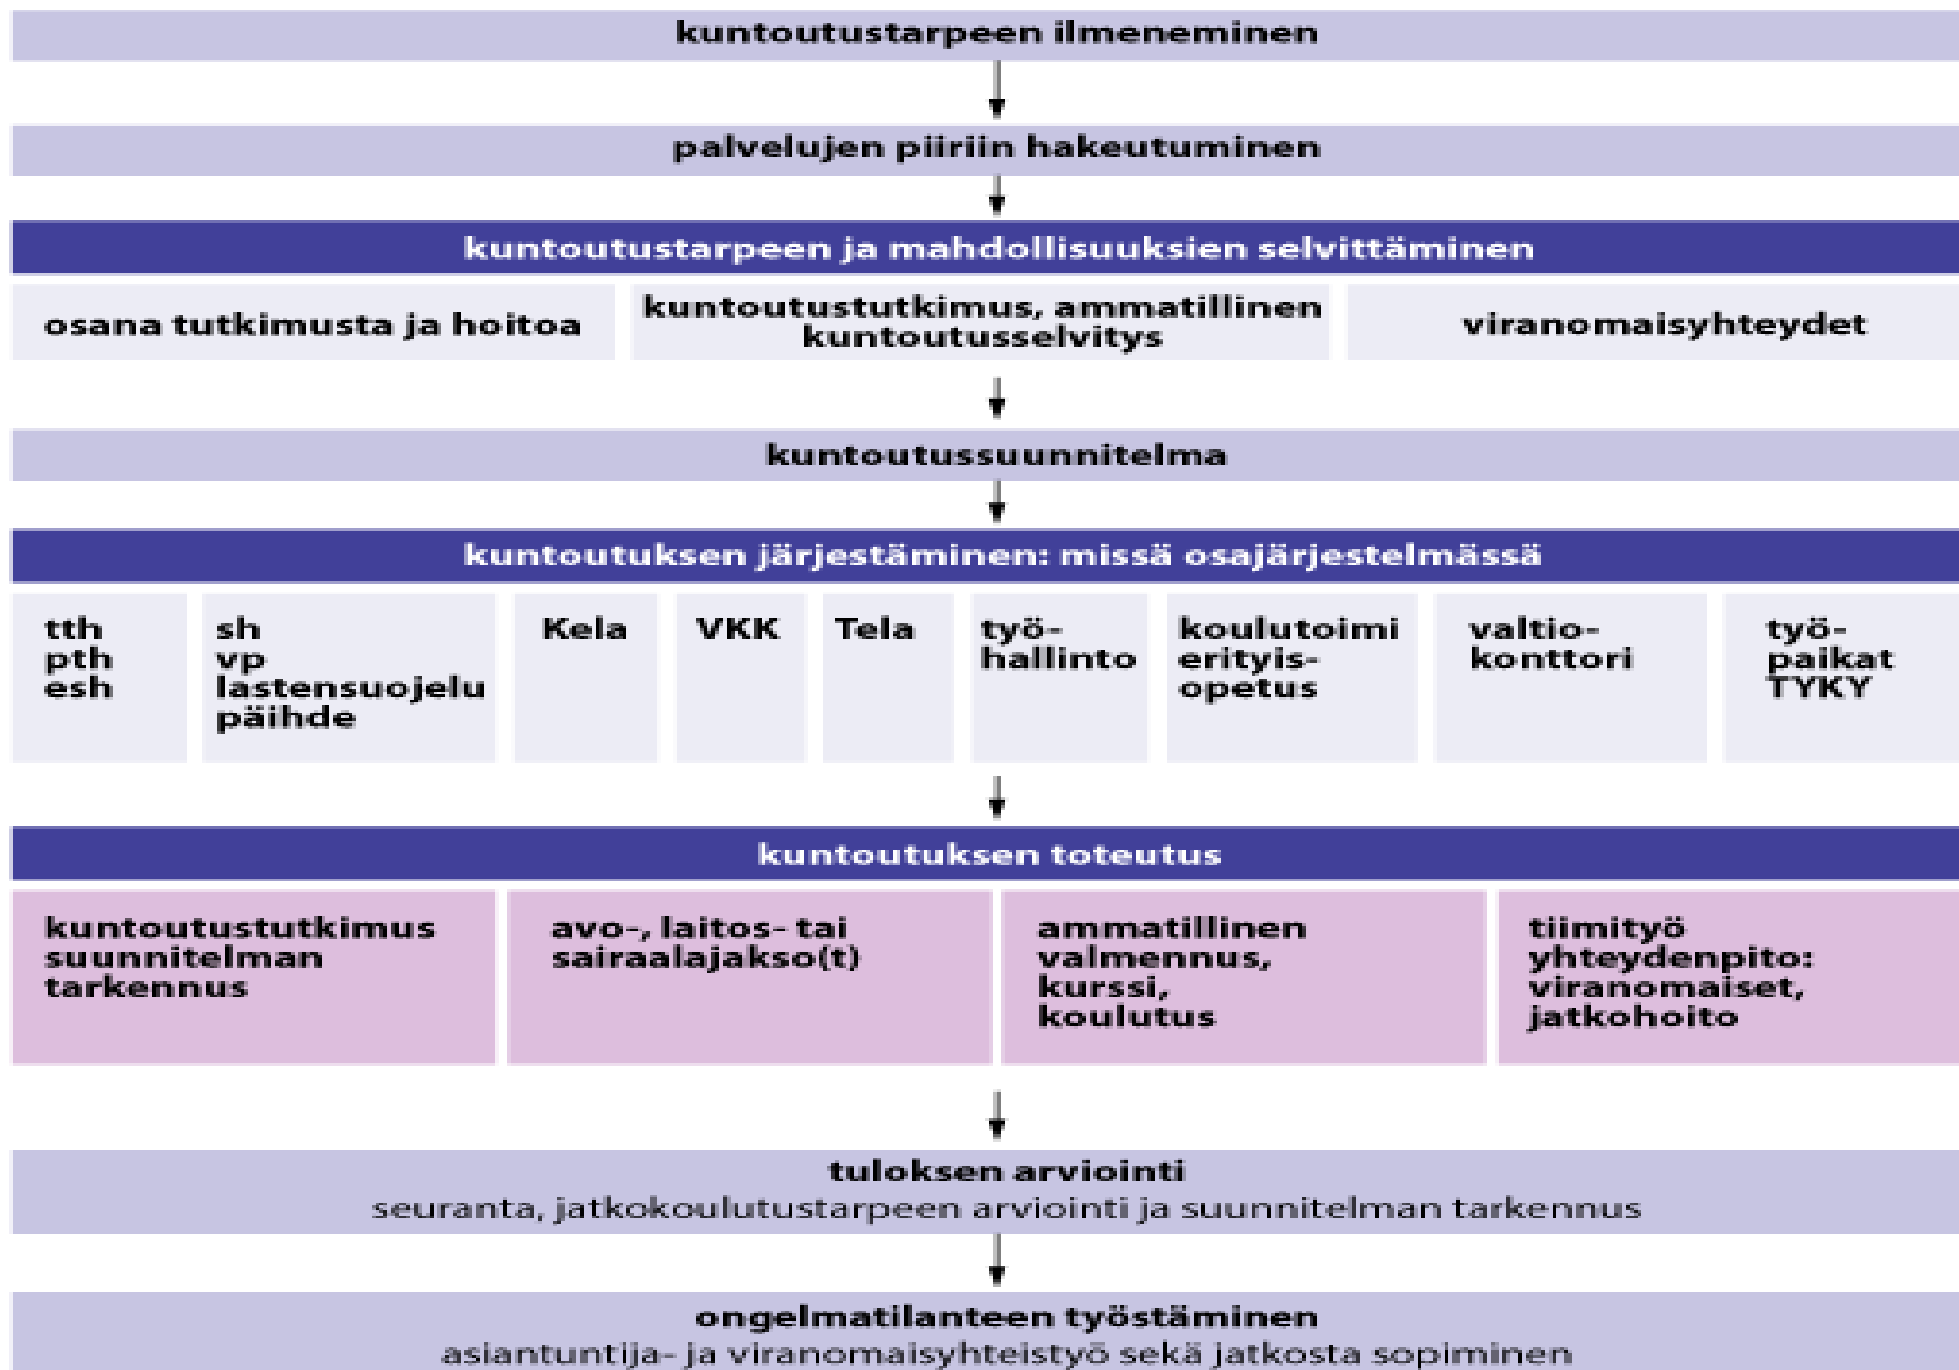 kuntoutustarpeen ilmeneminen
palvelujen piiriin hakeutuminen
kuntoutustarpeen ja mahdollisuuksien selvittäminen
osana tutkimusta ja hoitoa
kuntoutustutkimus, ammatillinen
kuntoutusselvitys
viranomaisyhteydet
kuntoutussuunnitelma
kuntoutuksen järjestäminen: missä osajärjestelmässä
tth
pth
esh
sh
vp
lastensuojelu
päihde
Kela
VKK
Tela
työ-
hallinto
koulutoimi
erityis-
opetus
valtio-
konttori
työ-
paikat
TYKY
kuntoutuksen toteutus
kuntoutustutkimus
suunnitelman
tarkennus
avo-, laitos- tai
sairaalajakso(t)
ammatillinen
valmennus,
kurssi,
koulutus
tiimityö
yhteydenpito:
viranomaiset,
jatkohoito
tuloksen arviointi
seuranta, jatkokoulutustarpeen arviointi ja suunnitelman tarkennus
ongelmatilanteen työstäminen
asiantuntija- ja viranomaisyhteistyö sekä jatkosta sopiminen